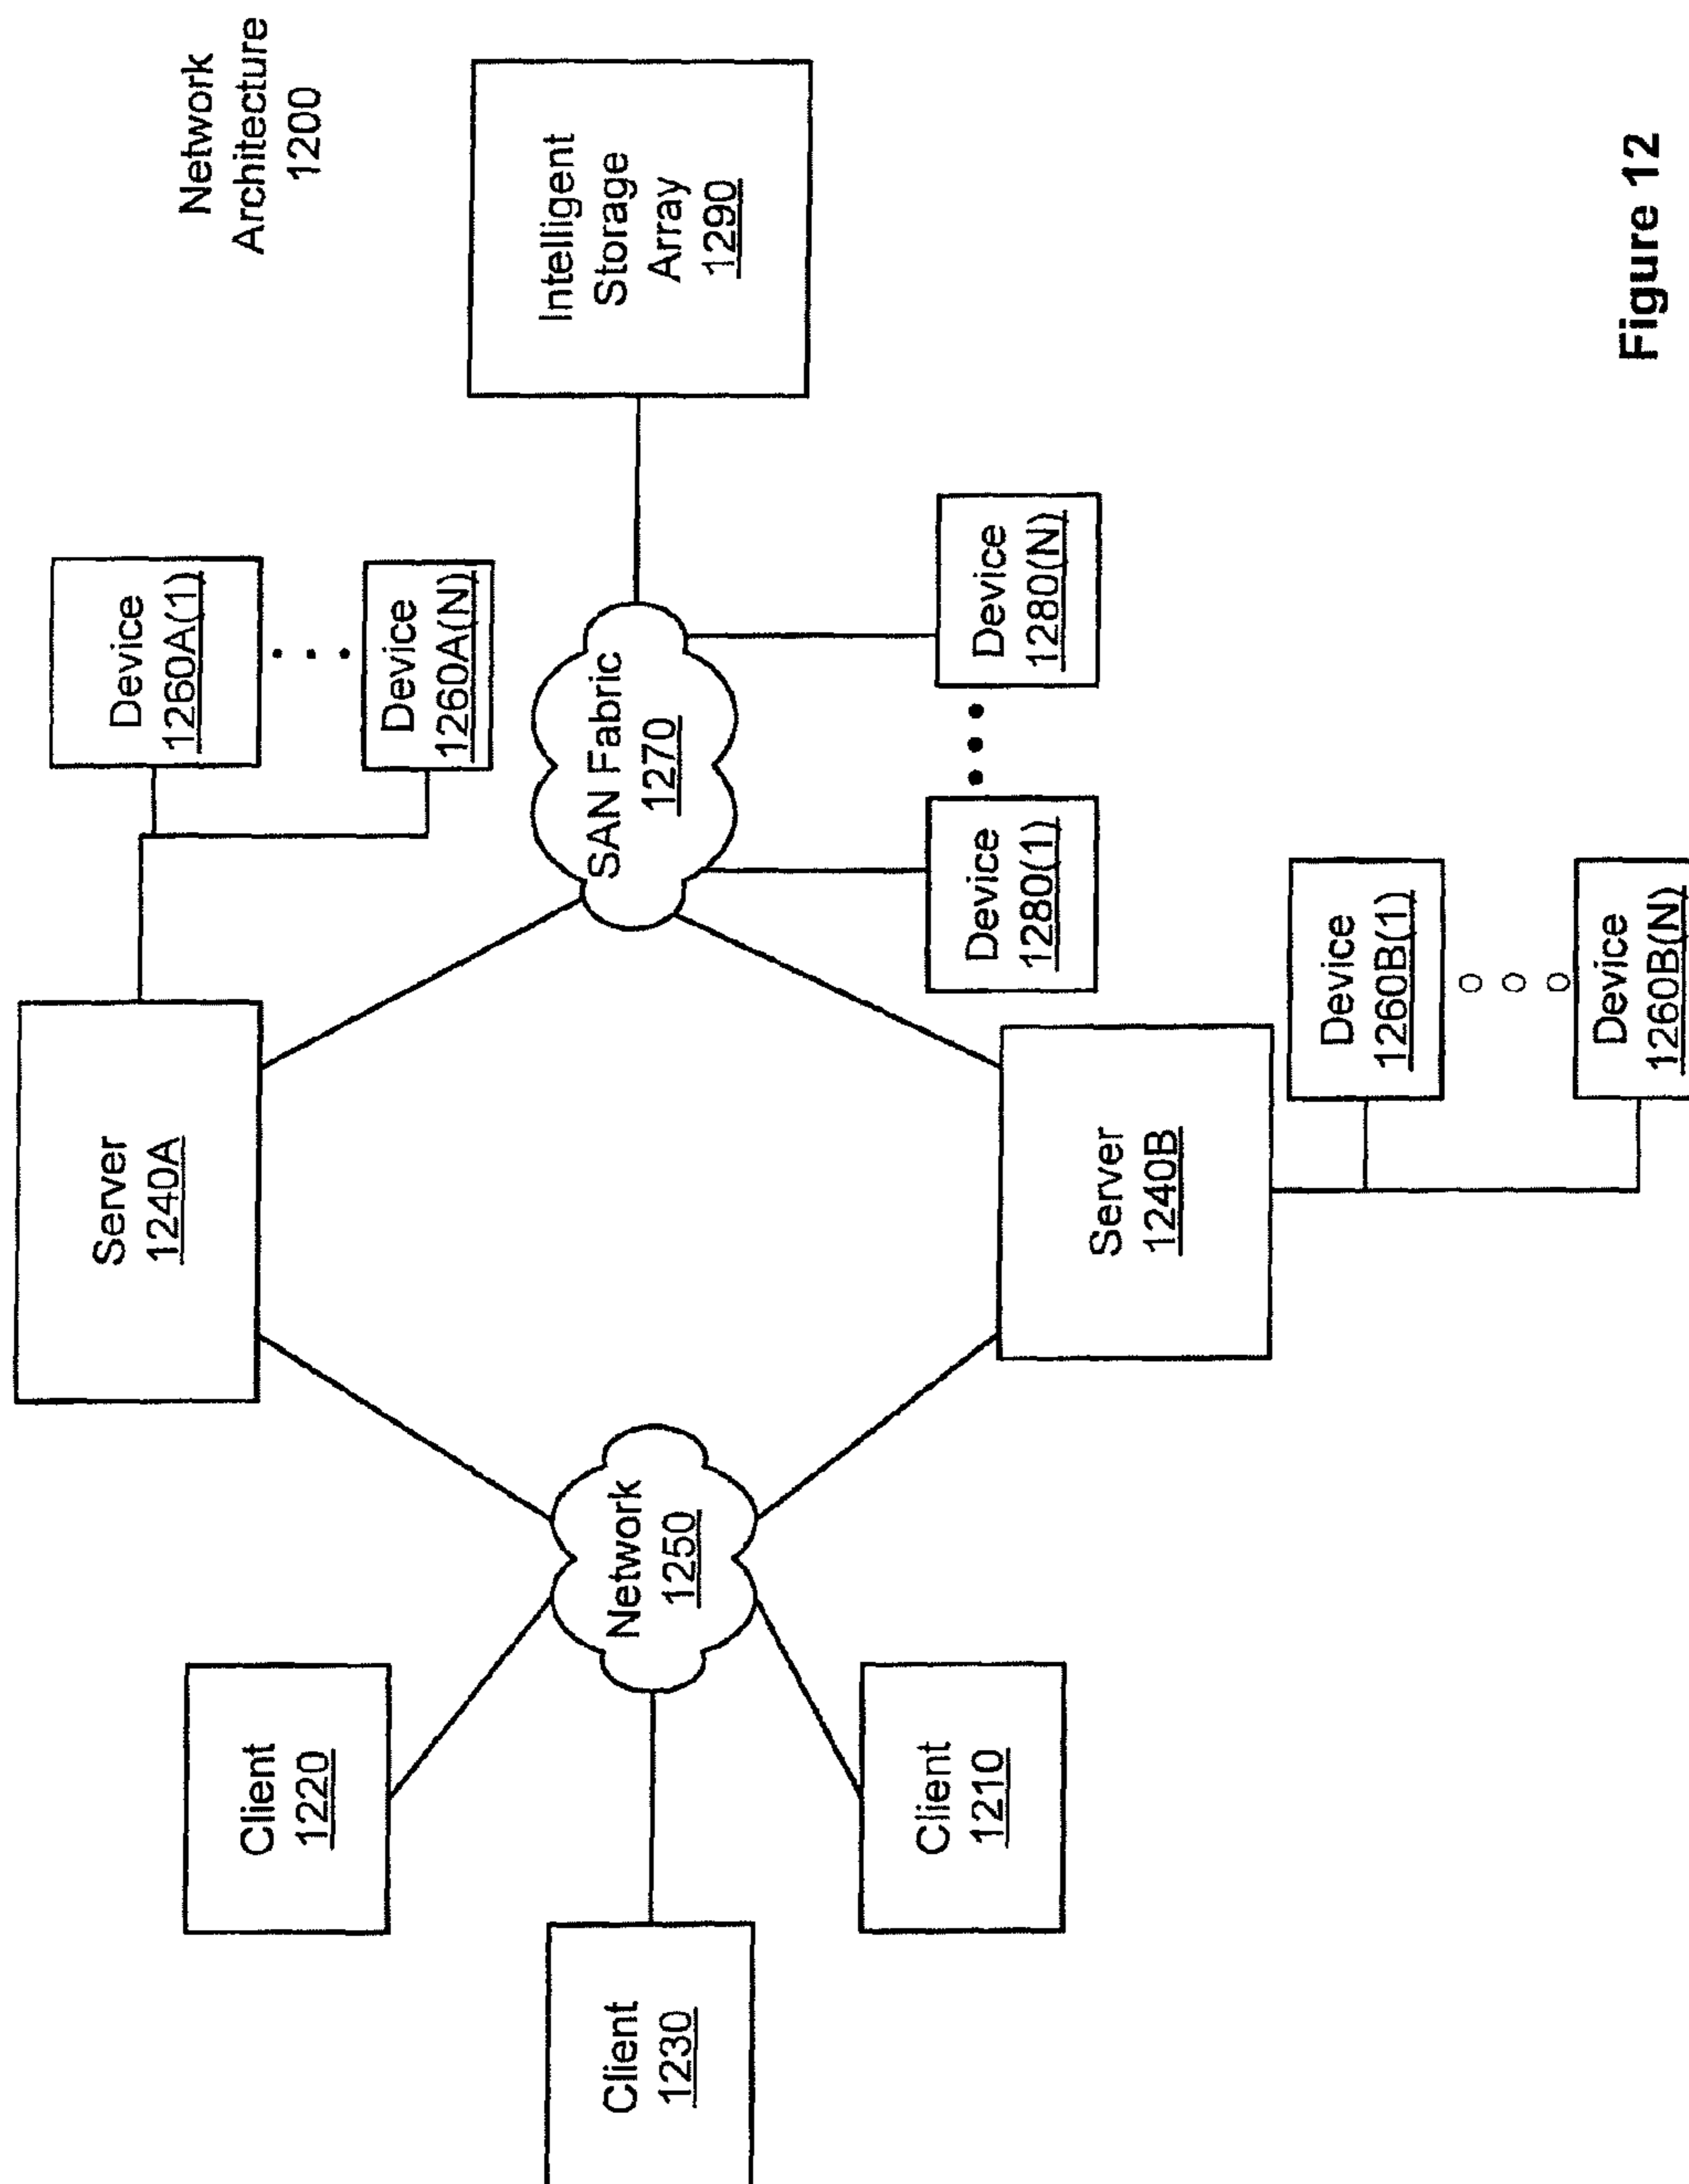 Network
Architecture
1200
Device
1260A(1)
Device
1260A(N)
Server
1240A
Intelligent
Storage
Array
1290
SAN Fabric
1270
Client
1220
Network
1250
Client
1230
Device
1280(1)
Device
1280(N)
Client
1210
Server
1240B
Device
1260B(1)
Device
1260B(N)
Figure 12